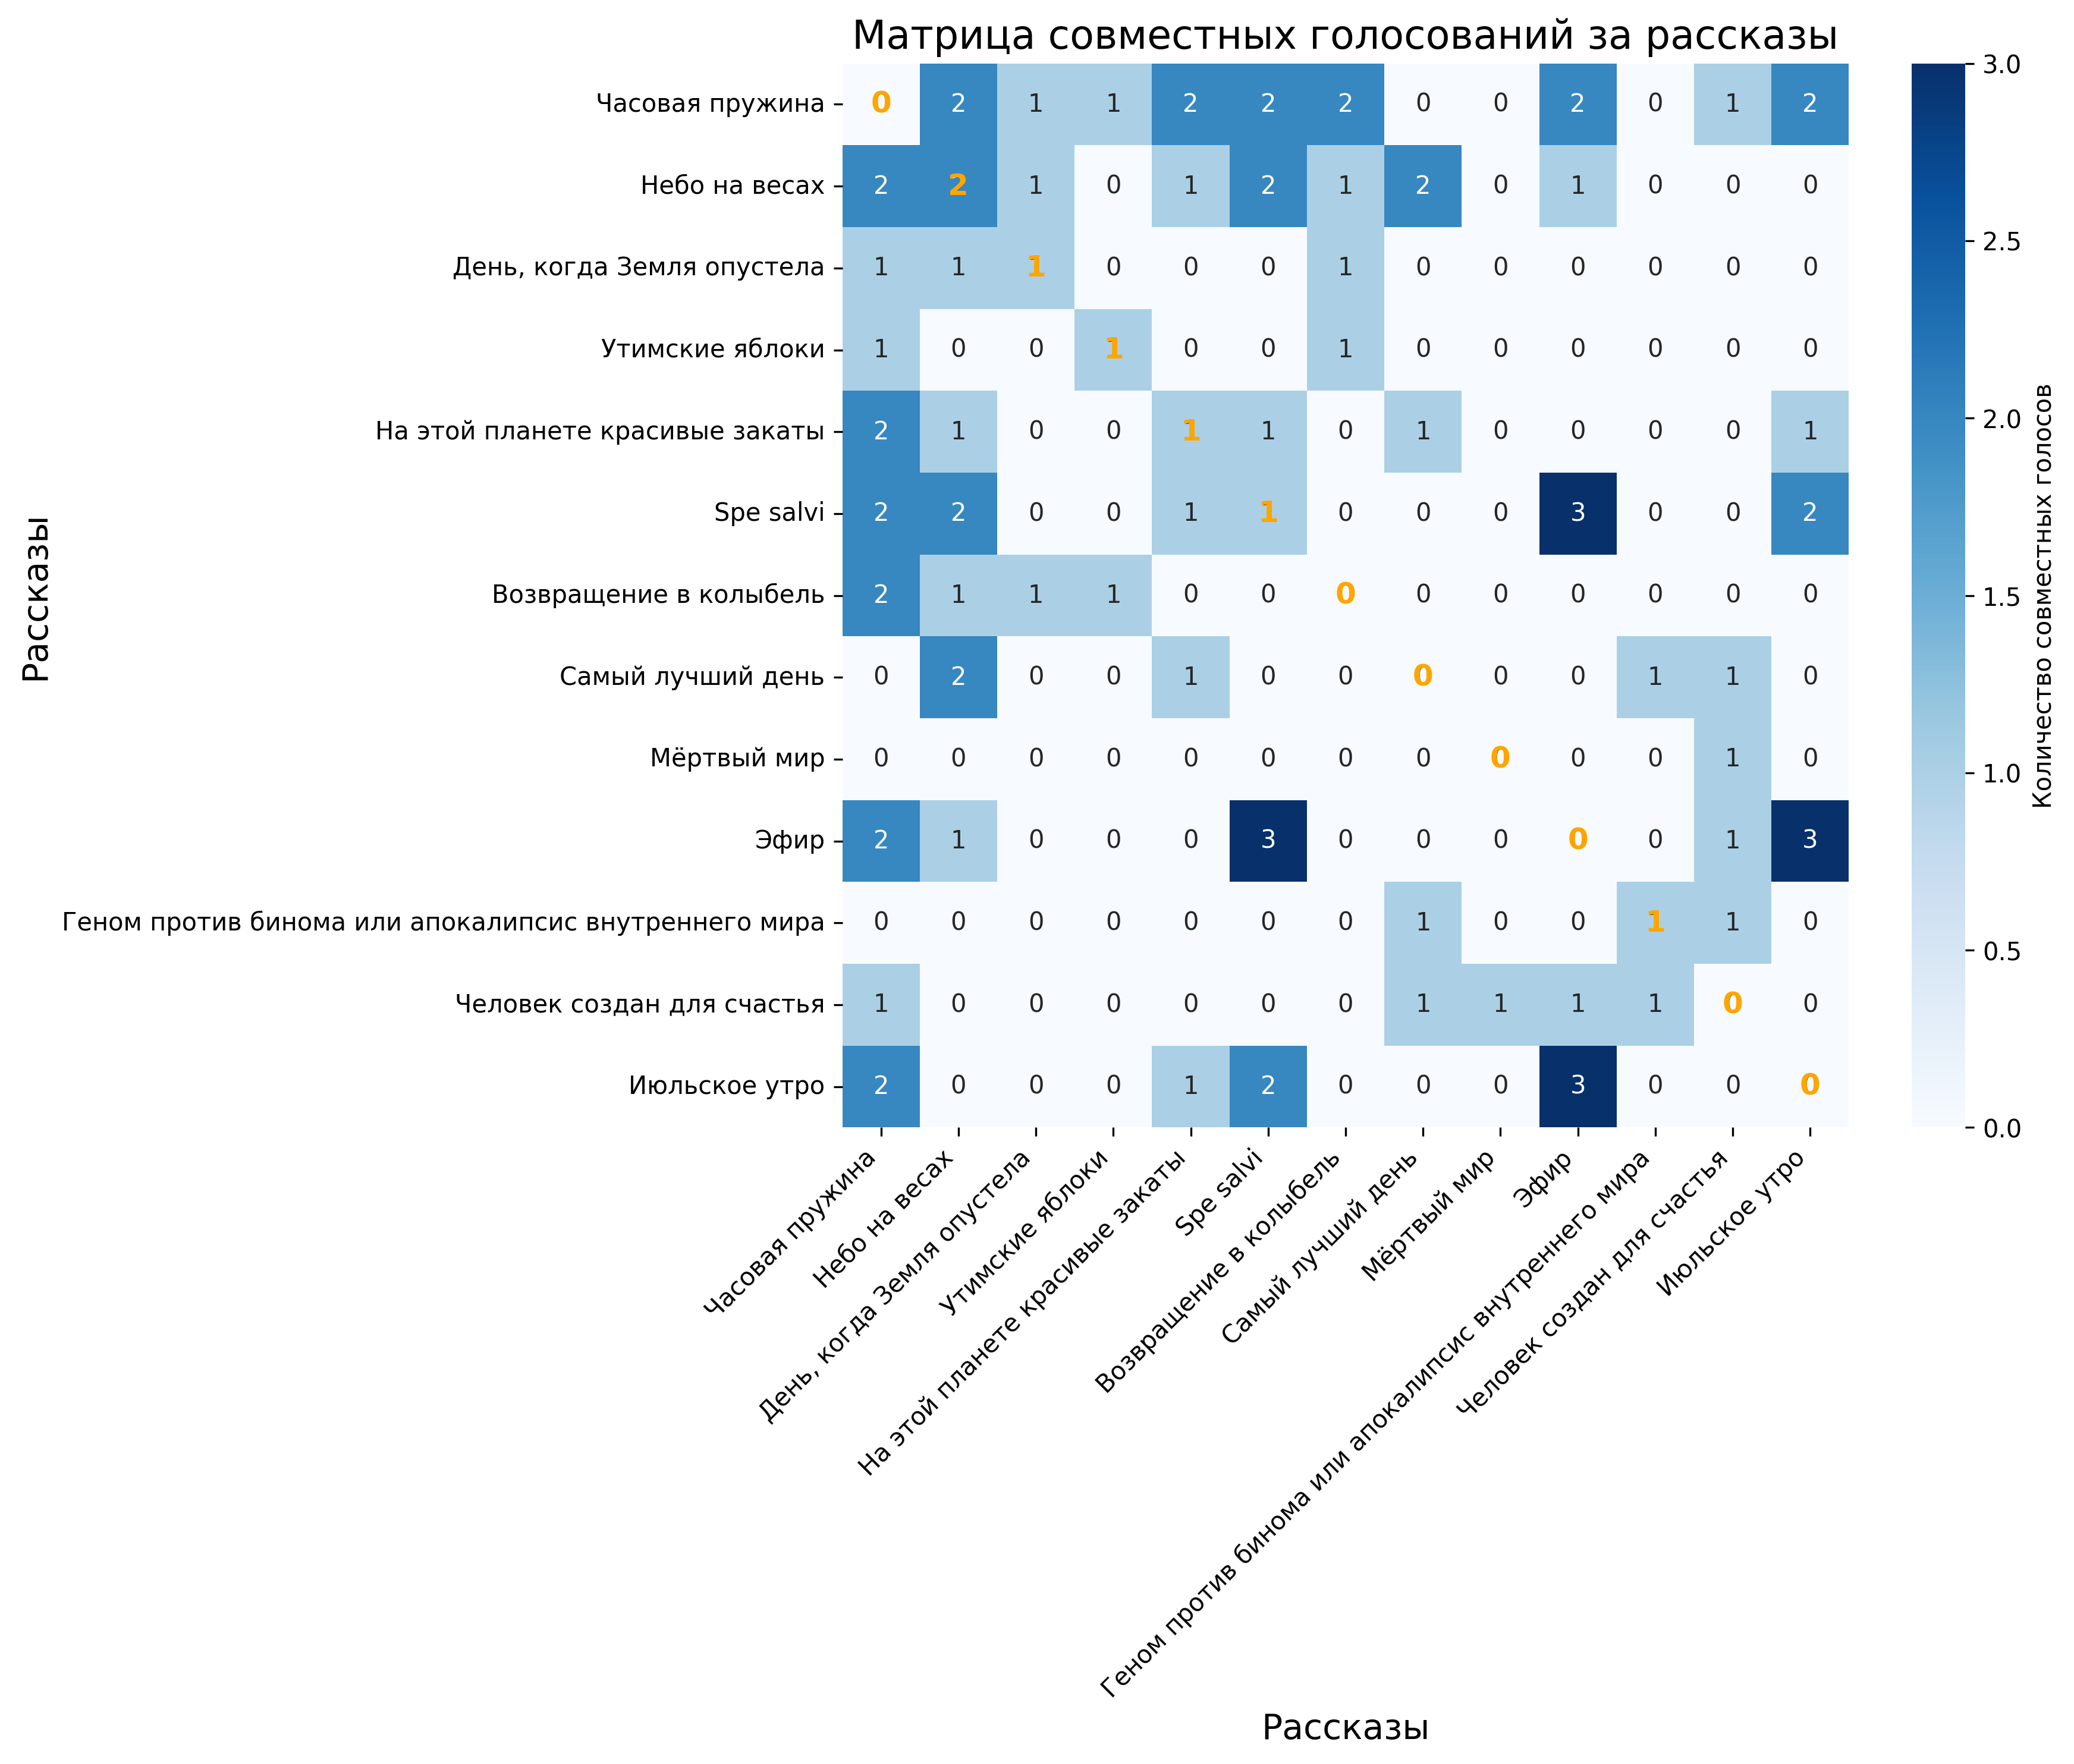 Матрица совместных голосований за рассказы
Часовая пружина 0 2 1 1 2 2 2 0 0 2 0 1 2
Небо на весах 2 2 1 0 1 2 1 2 0 1 0 0 0
День, когда Земля опустела 1 1 1 0 0 0 1 0 0 0 0 0 0
Утимские яблоки 1 0 0 1 0 0 1 0 0 0 0 0 0
На этой планете красивые закаты 2 1 0 0 1 1 0 1 0 0 0 0 1
Spe salvi 2 2 0 0 1 1 0 0 0 3 0 0 2
Возвращение в колыбель 2 1 1 1 0 0 0 0 0 0 0 0 0
Самый лучший день 0 2 0 0 1 0 0 0 0 0 1 1 0
Мёртвый мир 0 0 0 0 0 0 0 0 0 0 0 1 0
Эфир 2 1 0 0 0 3 0 0 0 0 0 1 3
Геном против бинома или апокалипсис внутреннего мира 0 0 0 0 0 0 0 1 0 0 1 1 0
Человек создан для счастья 1 0 0 0 0 0 0 1 1 1 1 0 0
Июльское утро 2 0 0 0 1 2 0 0 0 3 0 0 0
Рассказы
Часовая пружина
Небо на весах
День, когда Земля опустела
Утимские яблоки
На этой планете красивые закаты
Spe salvi
Возвращение в колыбель
Самый лучший день
Мёртвый мир
Эфир
Геном против бинома или апокалипсис внутреннего мира
Человек создан для счастья
Июльское утро
Рассказы
3.0
2.5
2.0
1.5
1.0
0.5
0.0
Количество совместных голосов